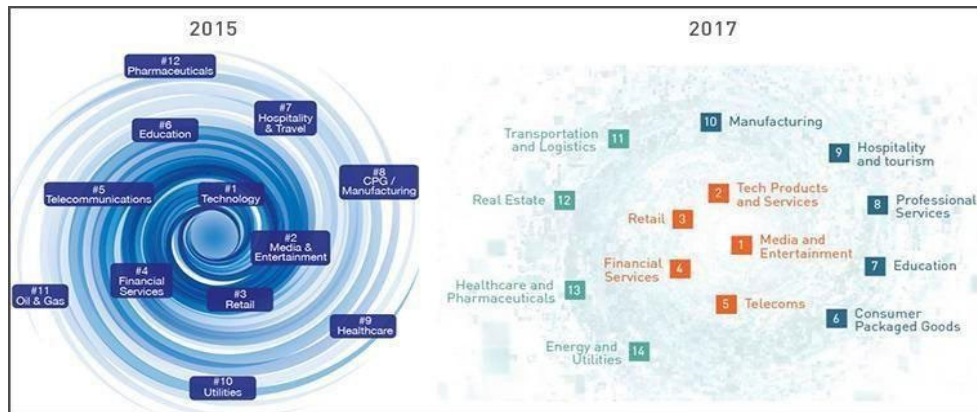 2015
#12
Pharmaceuticals
#7
Hospitality
& Travel
#6
Education
#8
CPG /
Manufacturing
#5
Telecommunications
#1
Technology
#2
Media &
Entertainment
#4
Financial
Services
#3
Retail
#11
Oil & Gas
#9
Healthcare
#10
Utilities
2017
10 Manufacturing
Transportation
and Logistics 11
9 Hospitality
and tourism
2 Tech Products
and Services
Real Estate 12
8 Professional
Services
Retail 3
1 Media and
Entertainment
Financial
Services 4
7 Education
Healthcare and
Pharmaceuticals 13
5 Telecoms
6 Consumer
Packaged Goods
Energy and
Utilities 14